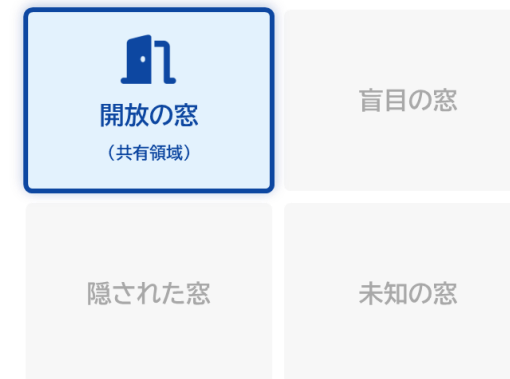 開放の窓
（共有領域）
盲目の窓
隠された窓
未知の窓